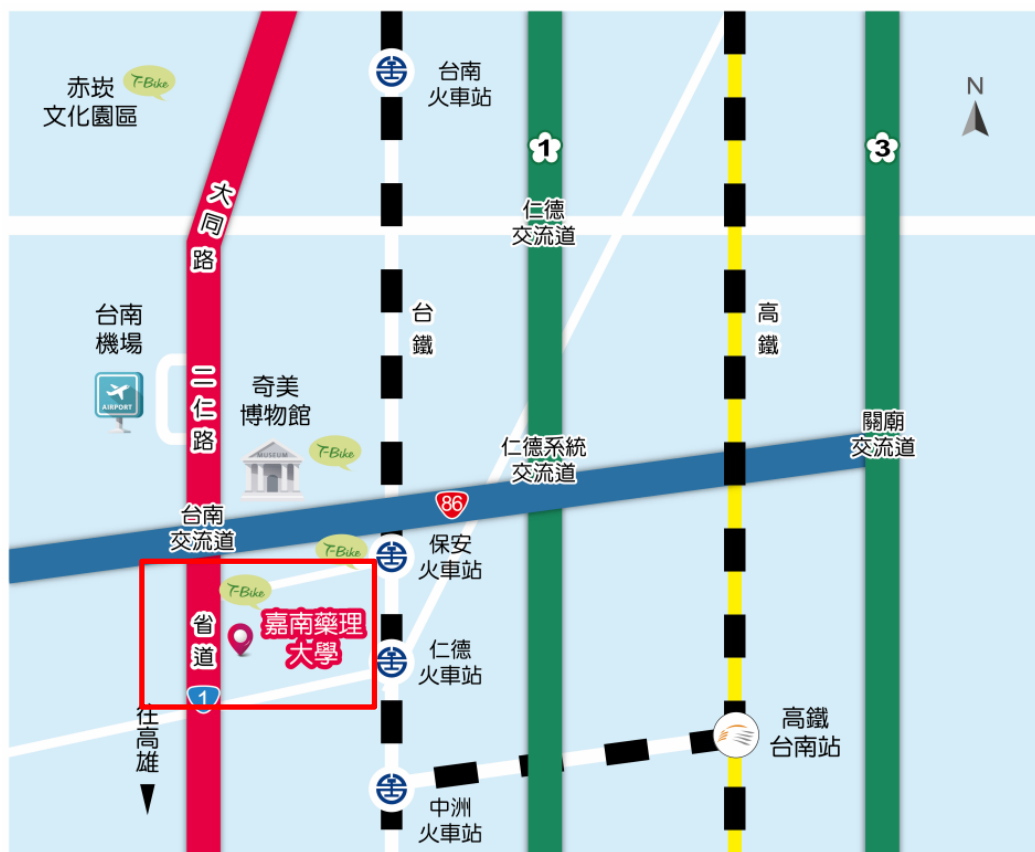 赤崁
文化園區
T-Bike
台南
火車站
N
1
3
大同路
仁德
交流道
台南
機場
AIRPORT
台鐵
高鐵
二仁路
奇美
博物館
MUSEUM
T-Bike
仁德系統
交流道
關廟
交流道
86
台南
交流道
T-Bike
保安
火車站
T-Bike
省道
嘉南藥理
大學
仁德
火車站
1
往高雄
高鐵
台南站
中洲
火車站